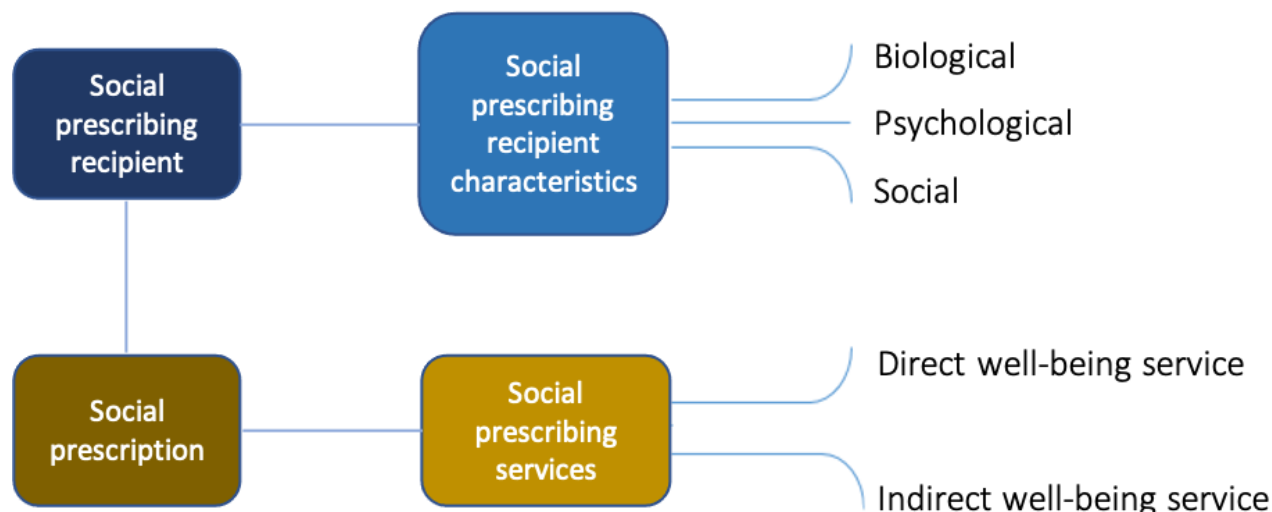 Social
prescribing
recipient
Social
prescribing
recipient
characteristics
Biological
Psychological
Social
Social
prescription
Social
prescribing
services
Direct well-being service
Indirect well-being service